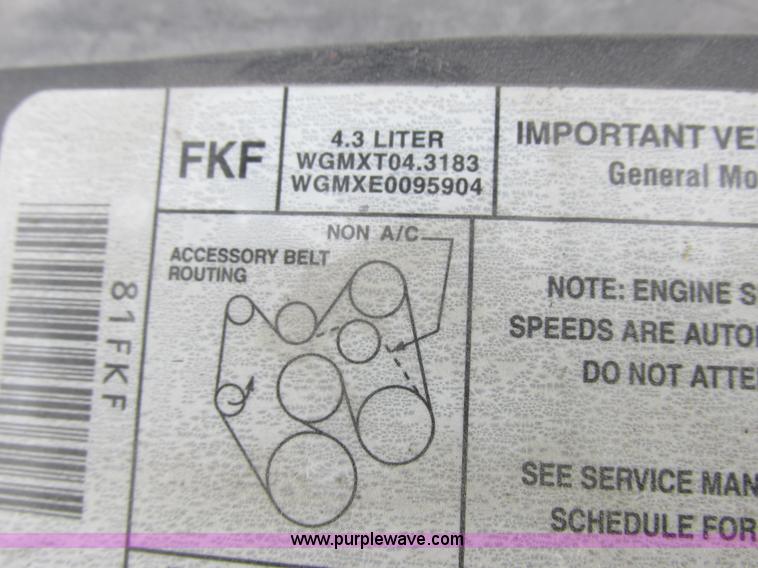 FKF
4.3 LITER
WGMXT04.3183
WGMXE0095904
IMPORTANT VE
General Mo
NON A/C
ACCESSORY BELT
ROUTING
81FKF
NOTE: ENGINE S
SPEEDS ARE AUTO
DO NOT ATTE
SEE SERVICE MAN
SCHEDULE FOR
www.purplewave.com